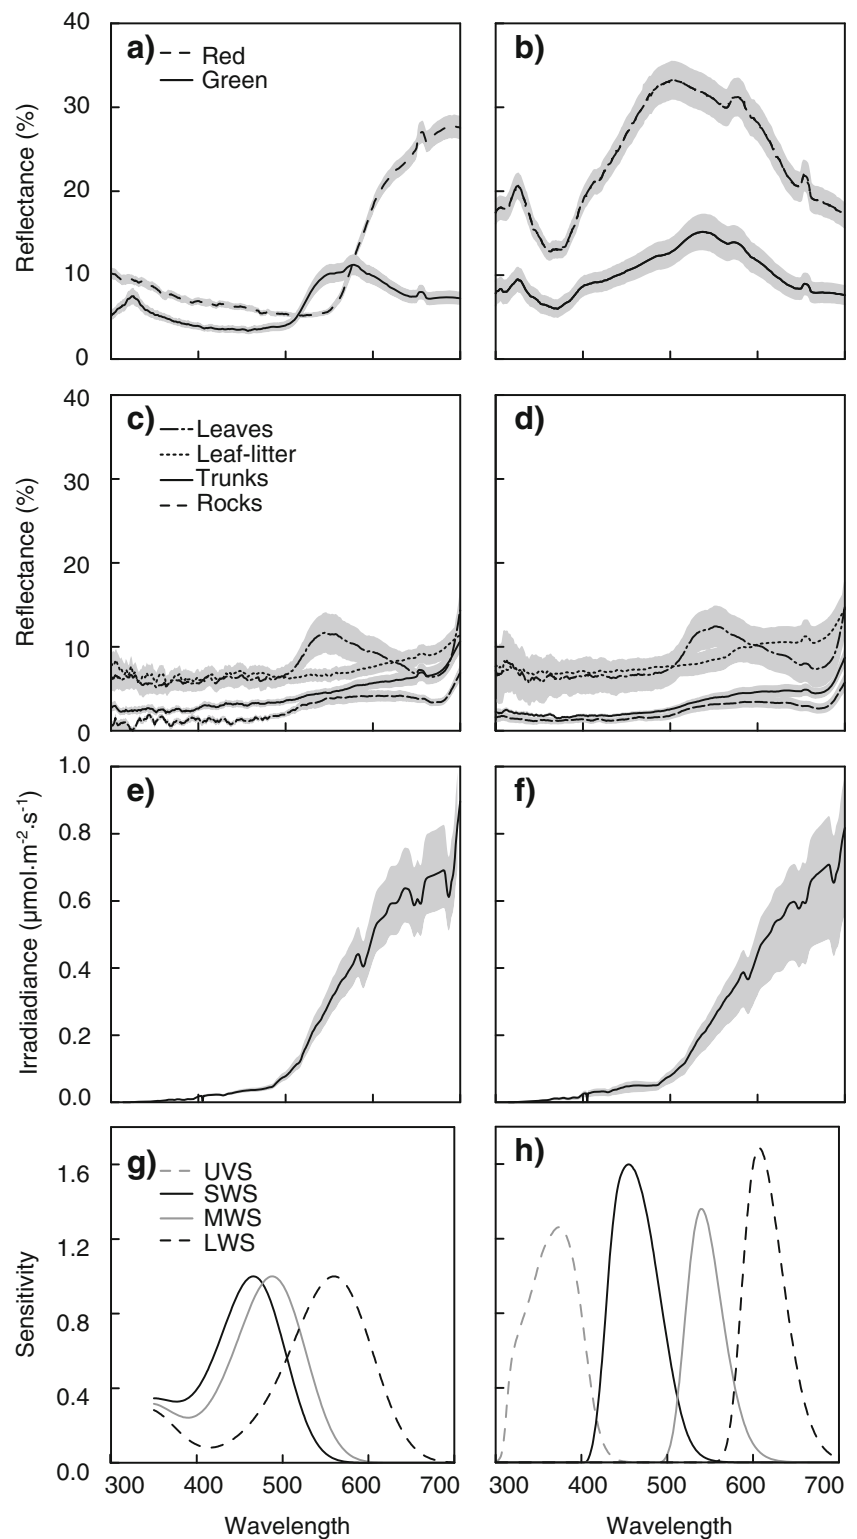 40
30
20
10
0
Reflectance (%)
a)
Red
Green
b)
40
30
20
10
0
Reflectance (%)
c)
Leaves
Leaf-litter
Trunks
Rocks
d)
1.0
0.8
0.6
0.4
0.2
0.0
Irradiadiance (µmol·m-2·s-1)
e)
f)
1.6
1.2
0.8
0.4
0.0
Sensitivity
g)
UVS
SWS
MWS
LWS
h)
300 400 500 600 700
300 400 500 600 700
Wavelength
Wavelength